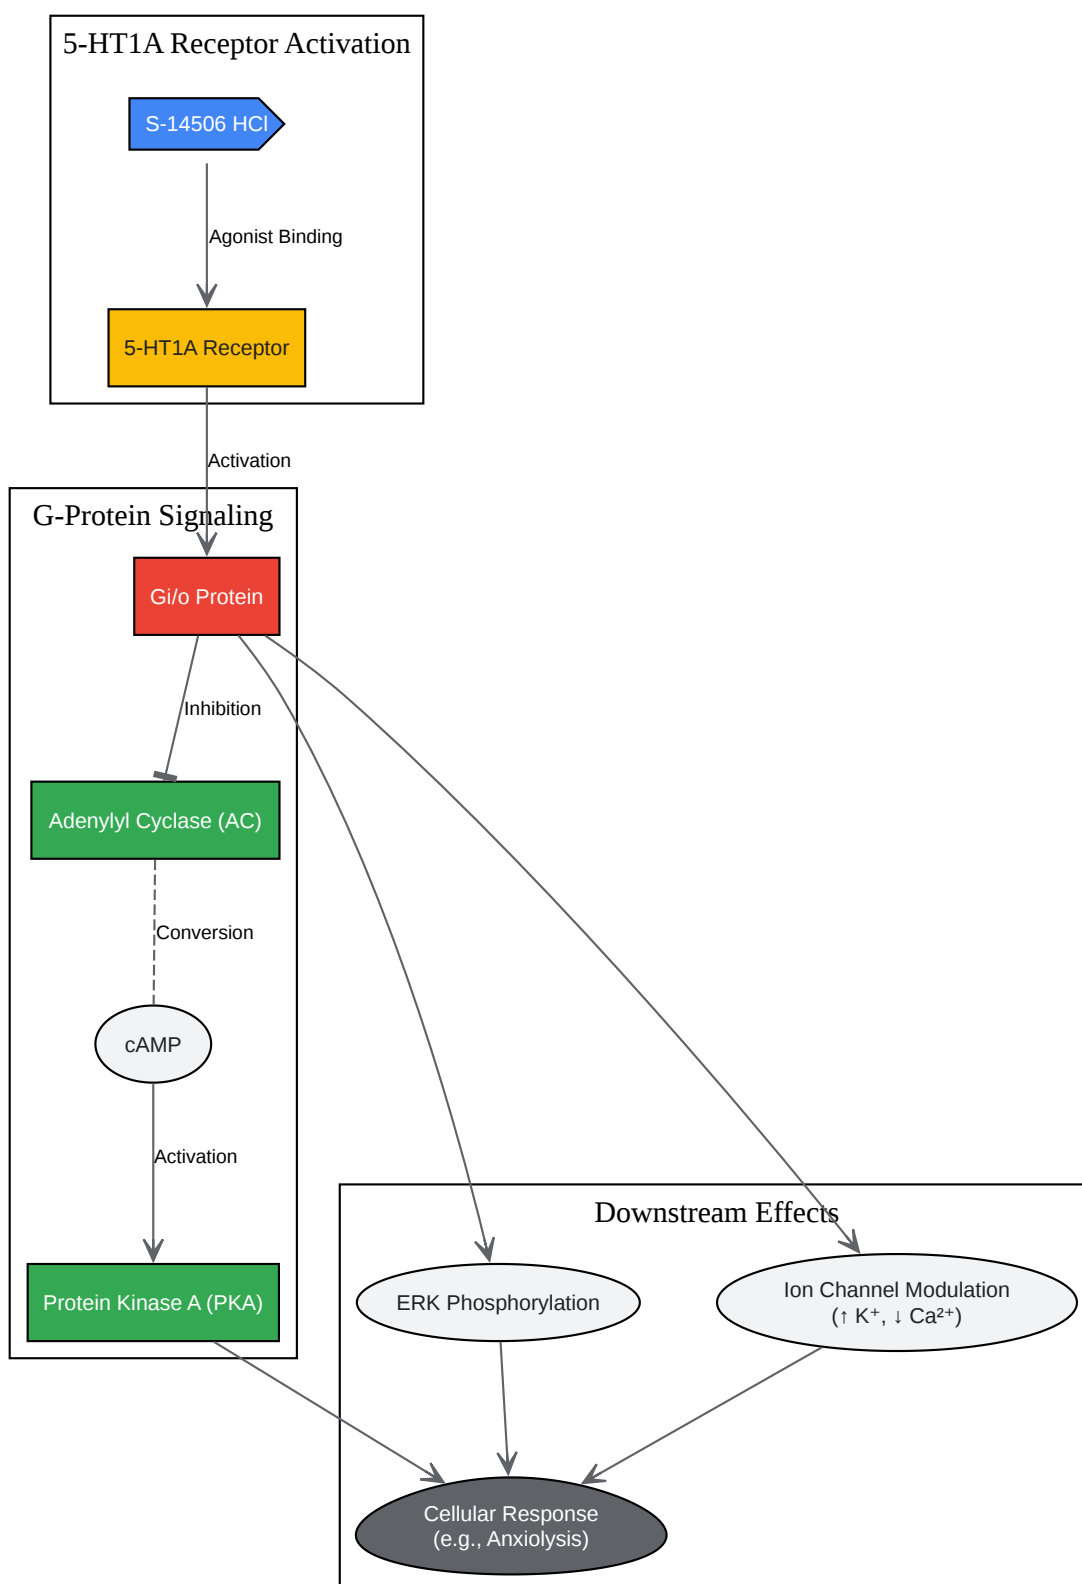 5-HT1A Receptor Activation
S-14506 HCl
Agonist Binding
5-HT1A Receptor
Activation
G-Protein Signaling
Gi/o Protein
Inhibition
Adenylyl Cyclase (AC)
Conversion
cAMP
Activation
Protein Kinase A (PKA)
Downstream Effects
ERK Phosphorylation
Ion Channel Modulation
(↑ K⁺, ↓ Ca²⁺)
Cellular Response
(e.g., Anxiolysis)